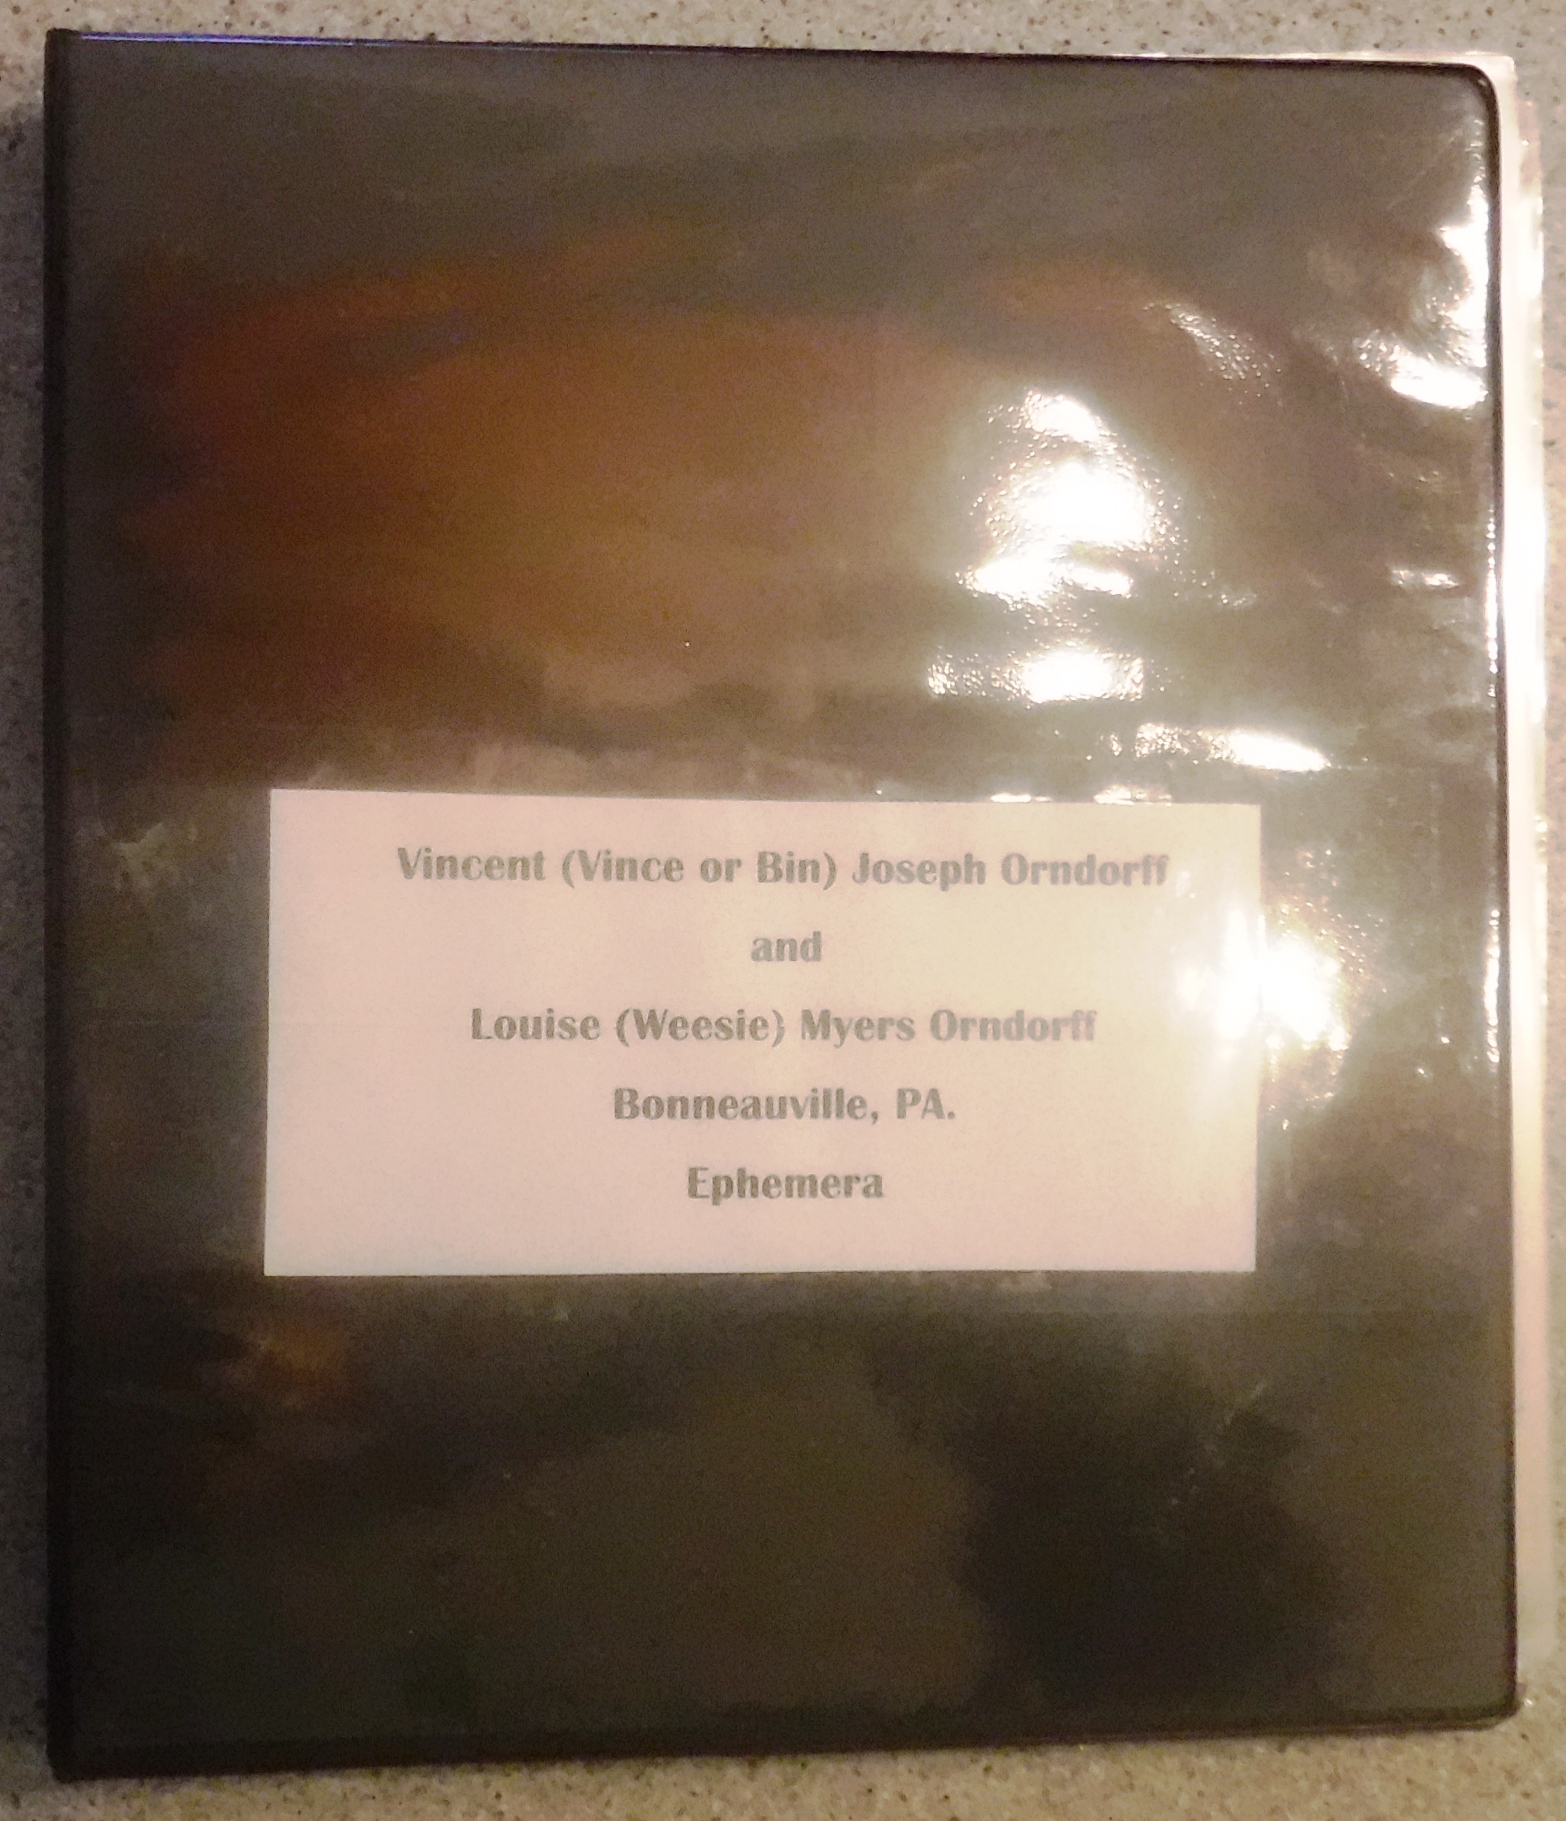 Vincent (Vince or Bin) Joseph Orndorff
and
Louise (Weesie) Myers Orndorff
Bonneauville, PA.
Ephemera